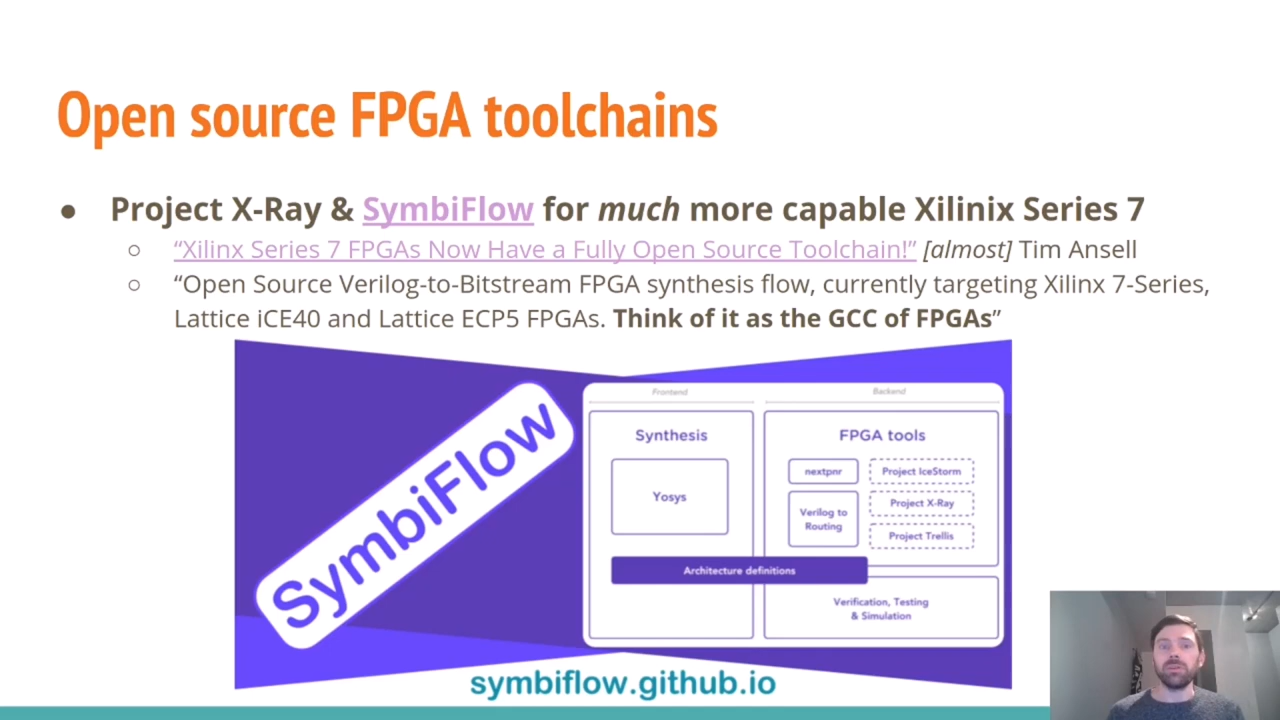 Open source FPGA toolchains
● Project X-Ray & SymbiFlow for much more capable Xilinix Series 7
○ “Xilinx Series 7 FPGAs Now Have a Fully Open Source Toolchain!” [almost] Tim Ansell
○ “Open Source Verilog-to-Bitstream FPGA synthesis flow, currently targeting Xilinx 7-Series,
Lattice iCE40 and Lattice ECP5 FPGAs. Think of it as the GCC of FPGAs”
SymbiFlow
Frontend
Backend
Synthesis
FPGA tools
Yosys
nextpnr
Project IceStorm
Verilog to
Routing
Project X-Ray
Project Trellis
Architecture definitions
Verification, Testing
& Simulation
symbiflow.github.io